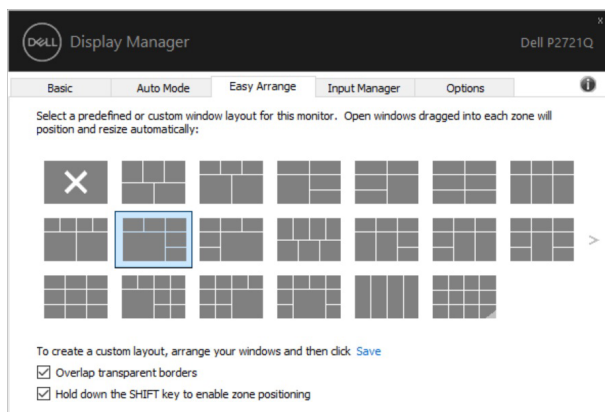 DELL Display Manager
Dell P2721Q
Basic Auto Mode Easy Arrange Input Manager Options
Select a predefined or custom window layout for this monitor. Open windows dragged into each zone will
position and resize automatically:
To create a custom layout, arrange your windows and then click Save
Overlap transparent borders
Hold down the SHIFT key to enable zone positioning